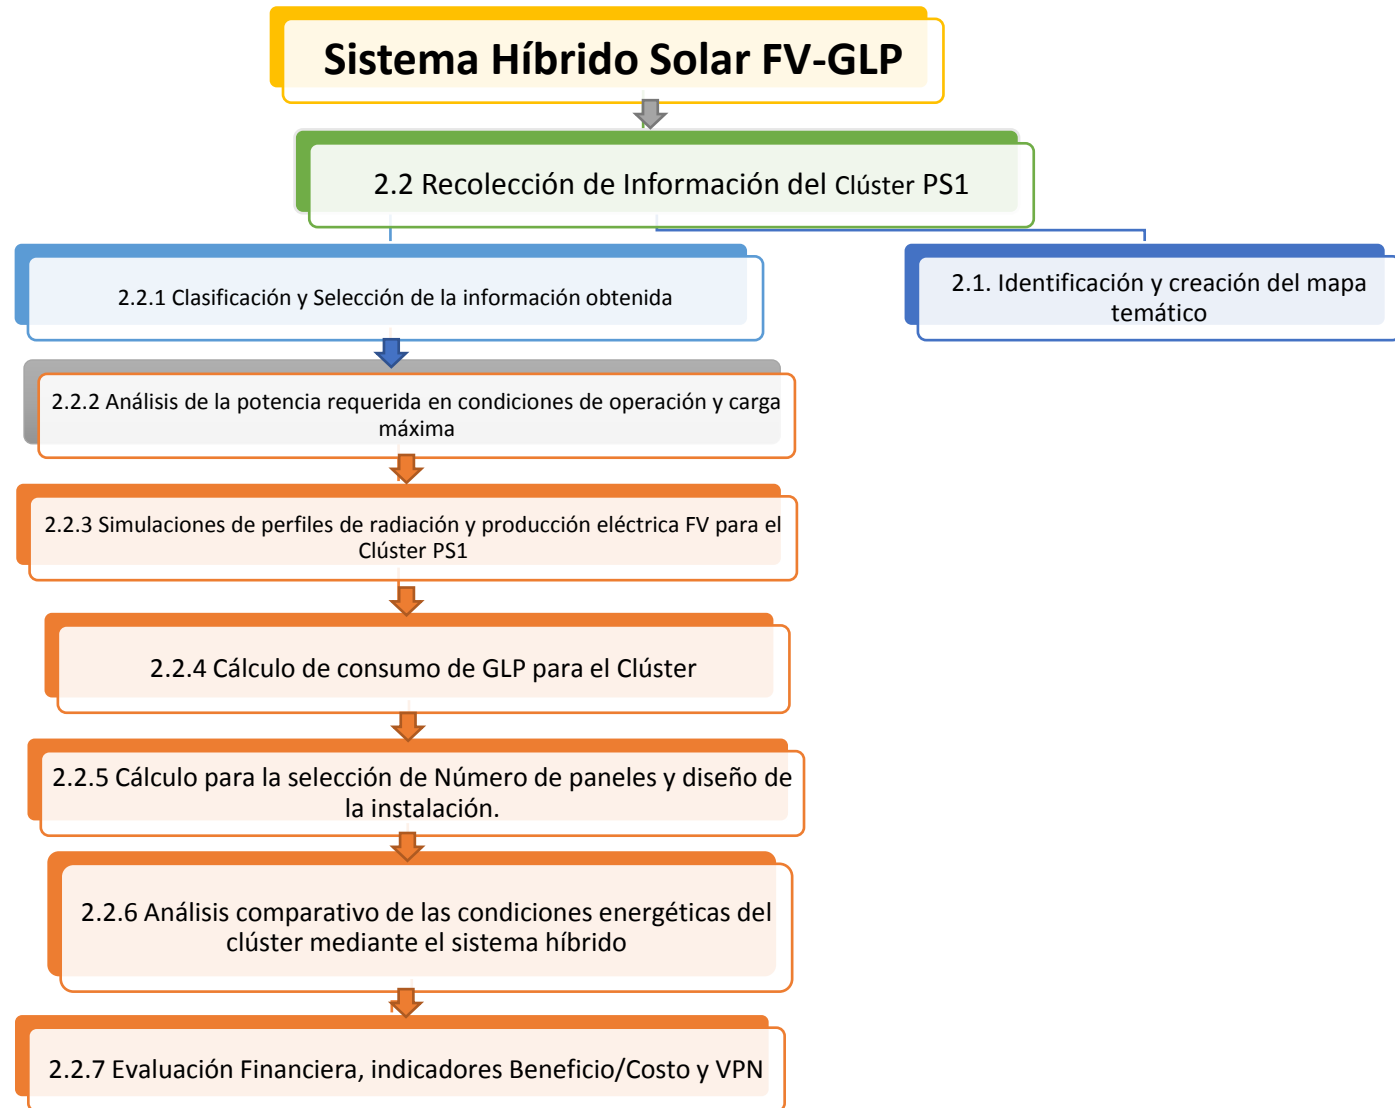 Sistema Híbrido Solar FV-GLP
2.2 Recolección de Información del Clúster PS1
2.2.1 Clasificación y Selección de la información obtenida
2.1. Identificación y creación del mapa
temático
2.2.2 Análisis de la potencia requerida en condiciones de operación y carga
máxima
2.2.3 Simulaciones de perfiles de radiación y producción eléctrica FV para el
Clúster PS1
2.2.4 Cálculo de consumo de GLP para el Clúster
2.2.5 Cálculo para la selección de Número de paneles y diseño de
la instalación.
2.2.6 Análisis comparativo de las condiciones energéticas del
clúster mediante el sistema híbrido
2.2.7 Evaluación Financiera, indicadores Beneficio/Costo y VPN